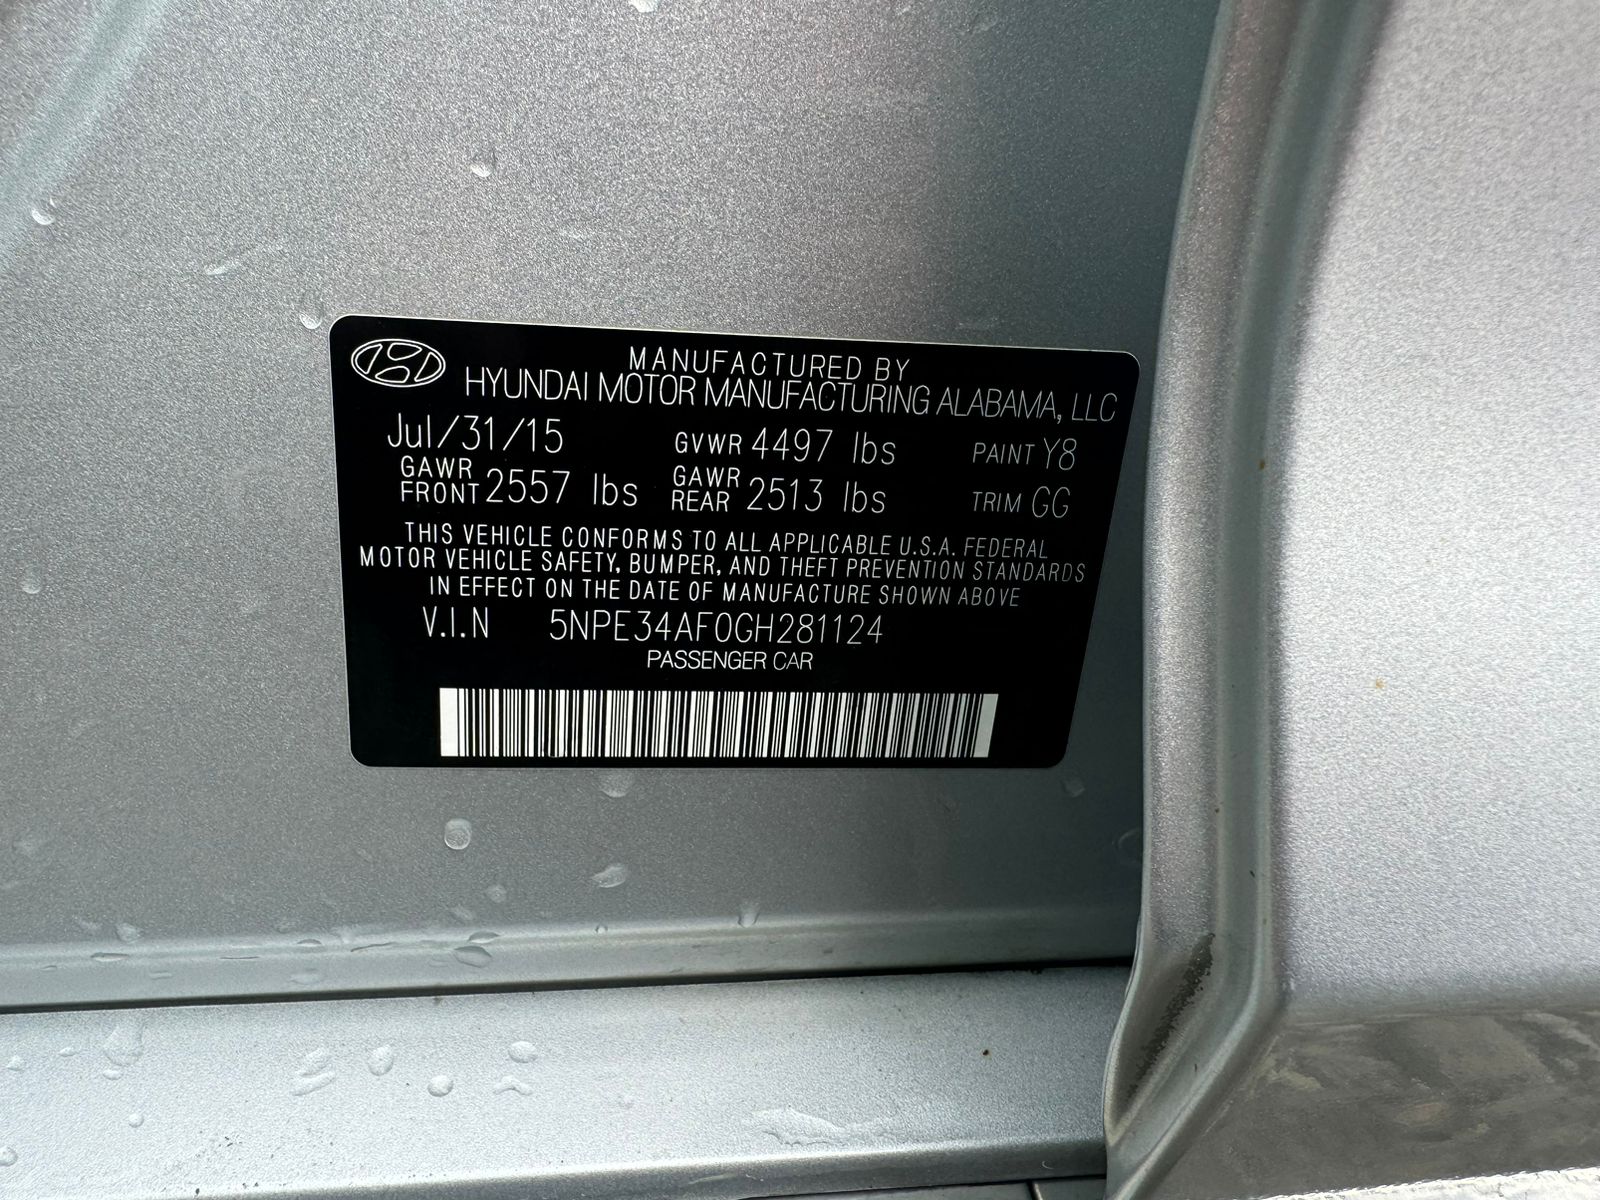 MANUFACTURED BY
HYUNDAI MOTOR MANUFACTURING ALABAMA, LLC
Jul/31/15 GVWR 4497 lbs PAINT Y8
GAWR FRONT 2557 lbs GAWR REAR 2513 lbs TRIM GG
THIS VEHICLE CONFORMS TO ALL APPLICABLE U.S.A. FEDERAL
MOTOR VEHICLE SAFETY, BUMPER, AND THEFT PREVENTION STANDARDS
IN EFFECT ON THE DATE OF MANUFACTURE SHOWN ABOVE
V.I.N 5NPE34AF0GH281124
PASSENGER CAR